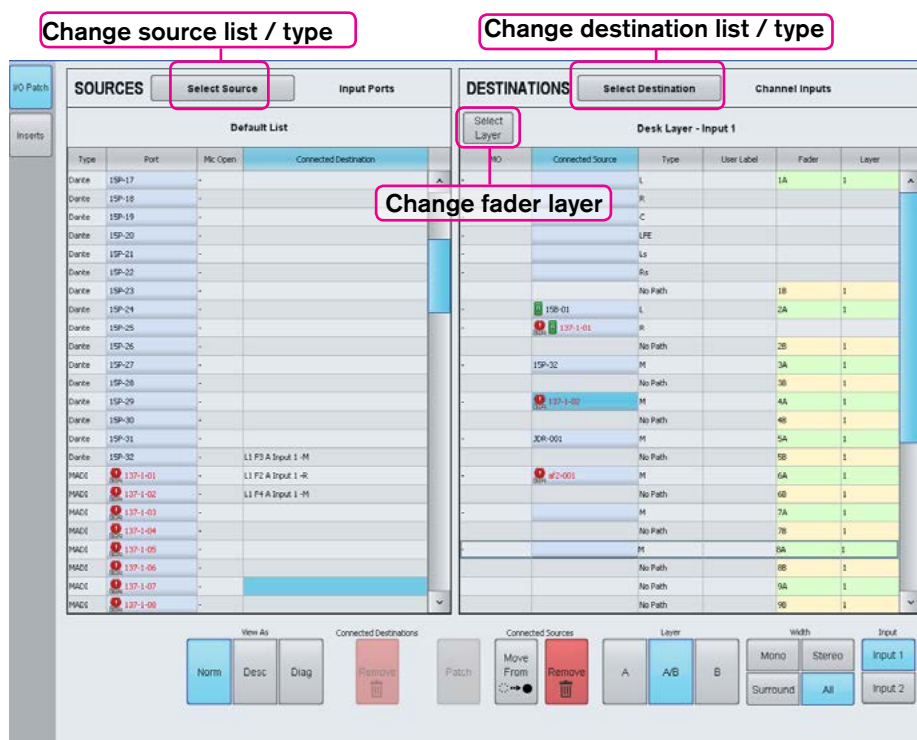 Change source list / type
Change destination list / type
I/O Patch
Inserts
SOURCES Select Source Input Ports
Default List
Type Port Mic Open Connected Destination
Dante 15P-17 -
Dante 15P-18 -
Dante 15P-19 -
Dante 15P-20 -
Dante 15P-21 -
Dante 15P-22 -
Dante 15P-23 -
Dante 15P-24 -
Dante 15P-25 -
Dante 15P-26 -
Dante 15P-27 -
Dante 15P-28 -
Dante 15P-29 -
Dante 15P-30 -
Dante 15P-31 -
Dante 15P-32 - L1 F3 A Input 1 -M
MADI 137-1-01 - L1 F2 A Input 1 -R
MADI 137-1-02 - L1 F4 A Input 1 -M
MADI 137-1-03 -
MADI 137-1-04 -
MADI 137-1-05 -
MADI 137-1-06 -
MADI 137-1-07 -
MADI 137-1-08 -
DESTINATIONS Select Destination Channel Inputs
Select Layer
Desk Layer - Input 1
MO Connected Source Type User Label Fader Layer
Change fader layer
- L 1A 1
R
- C
- LFE
- Ls
- Rs
No Path 1B 1
- 15B-01 L 2A 1
- 137-1-01 R
No Path 2B 1
- 15P-32 M 3A 1
No Path 3B 1
- 137-1-02 M 4A 1
No Path 4B 1
- JDR-001 M 5A 1
No Path 5B 1
- af2-001 M 6A 1
No Path 6B 1
- M 7A 1
No Path 7B 1
- M 8A 1
No Path 8B 1
No Path 9A 1
No Path 9B 1
View As
Norm Desc Diag
Connected Destinations
Remove
Patch
Connected Sources
Move From
Remove
Layer
A A/B B
Width
Mono Stereo
Surround All
Input
Input 1
Input 2